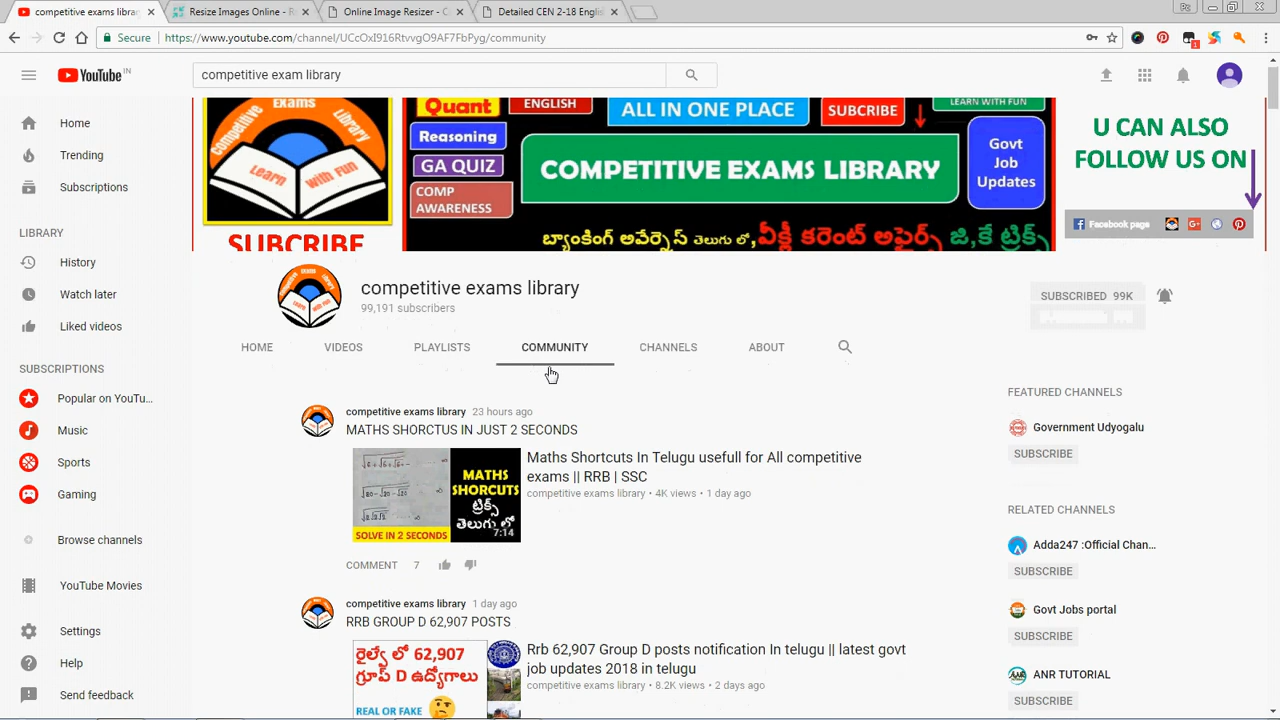 competitive exams librar
Resize Images Online - R
Online Image Resizer - C
Detailed CEN 2-18 Englis
Secure
https://www.youtube.com/channel/UCcOxI916RtvvgO9AF7FbPyg/community
YouTube IN
competitive exam library
Home
Trending
Subscriptions
LIBRARY
History
Watch later
Liked videos
SUBSCRIPTIONS
Popular on YouTu...
Music
Sports
Gaming
Browse channels
YouTube Movies
Settings
Help
Send feedback
Competitive Exams Library
Learn with Fun
SUBCRIBE
Quant
ENGLISH
ALL IN ONE PLACE
SUBCRIBE
LEARN WITH FUN
Reasoning
GA QUIZ
COMP
AWARENESS
COMPETITIVE EXAMS LIBRARY
Govt
Job
Updates
బ్యాంకింగ్ అవేర్నెస్ తెలుగు లో,వీక్లీ కరెంట్ అఫైర్స్ జి,కే ట్రిక్స్
U CAN ALSO
FOLLOW US ON
Facebook page
competitive exams library
99,191 subscribers
SUBSCRIBED 99K
HOME
VIDEOS
PLAYLISTS
COMMUNITY
CHANNELS
ABOUT
competitive exams library 23 hours ago
MATHS SHORCTUS IN JUST 2 SECONDS
MATHS
SHORCUTS
ట్రిక్స్
తెలుగు లో
SOLVE IN 2 SECONDS
7:14
Maths Shortcuts In Telugu usefull for All competitive
exams || RRB | SSC
competitive exams library • 4K views • 1 day ago
COMMENT 7
competitive exams library 1 day ago
RRB GROUP D 62,907 POSTS
రైల్వే లో 62,907
గ్రూప్ D ఉద్యోగాలు
REAL OR FAKE
Rrb 62,907 Group D posts notification In telugu || latest govt
job updates 2018 in telugu
competitive exams library • 8.2K views • 2 days ago
FEATURED CHANNELS
Government Udyogalu
SUBSCRIBE
RELATED CHANNELS
Adda247 :Official Chan...
SUBSCRIBE
Govt Jobs portal
SUBSCRIBE
ANR TUTORIAL
SUBSCRIBE